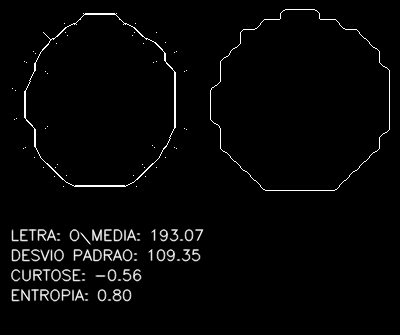 LETRA: O\MEDIA: 193.07
DESVIO PADRAO: 109.35
CURTOSE: -0.56
ENTROPIA: 0.80